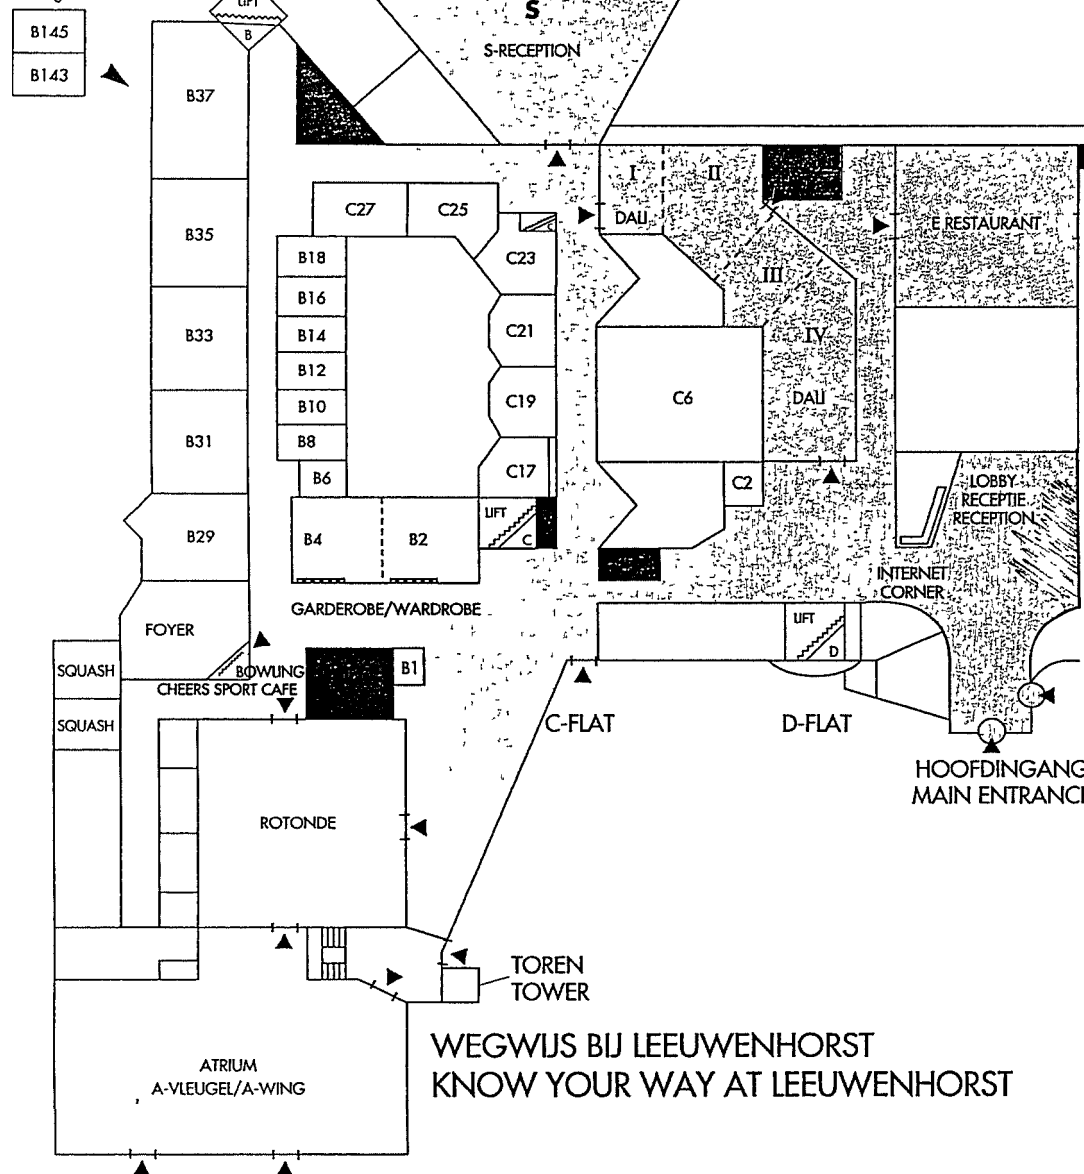 LIFT
B
B145
B143
B37
S
S-RECEPTION
I
II
DALI
E RESTAURANT
C27
C25
C
B35
B18
C23
III
B16
B33
B14
C21
IV
B12
B10
C19
C6
DALI
B31
B8
B6
C17
C2
LOBBY
RECEPTIE
RECEPTION
B29
B4
B2
LIFT
C
INTERNET
CORNER
GARDEROBE/WARDROBE
FOYER
LIFT
D
SQUASH
BOWLING
CHEERS SPORT CAFE
B1
SQUASH
C-FLAT
D-FLAT
HOOFDINGANG
MAIN ENTRANCE
ROTONDE
TOREN
TOWER
WEGWIJS BIJ LEEUWENHORST
KNOW YOUR WAY AT LEEUWENHORST
ATRIUM
A-VLEUGEL/A-WING